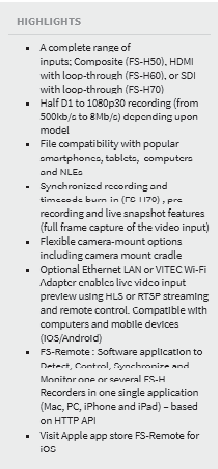 HIGHLIGHTS
A complete range of
inputs; Composite (FS-H50), HDMI
with loop-through (FS-H60), or SDI
with loop-through (FS-H70)
Half D1 to 1080p30 recording (from
500kb/s to 8Mb/s) depending upon
model
File compatibility with popular
smartphones, tablets, computers
and NLEs
Synchronized recording and
timecode burn-in (FS-H70), pre
recording and live snapshot features
(full frame capture of the video input)
Flexible camera-mount options
including camera mount cradle
Optional Ethernet LAN or VITEC Wi-Fi
Adapter enables live video input
preview using HLS or RTSP streaming
and remote control. Compatible with
computers and mobile devices
(iOS/Android)
FS-Remote : Software application to
Detect, Control, Synchronize and
Monitor one or several FS-H
Recorders in one single application
(Mac, PC, iPhone and iPad) – based
on HTTP API
Visit Apple app store FS-Remote for
iOS